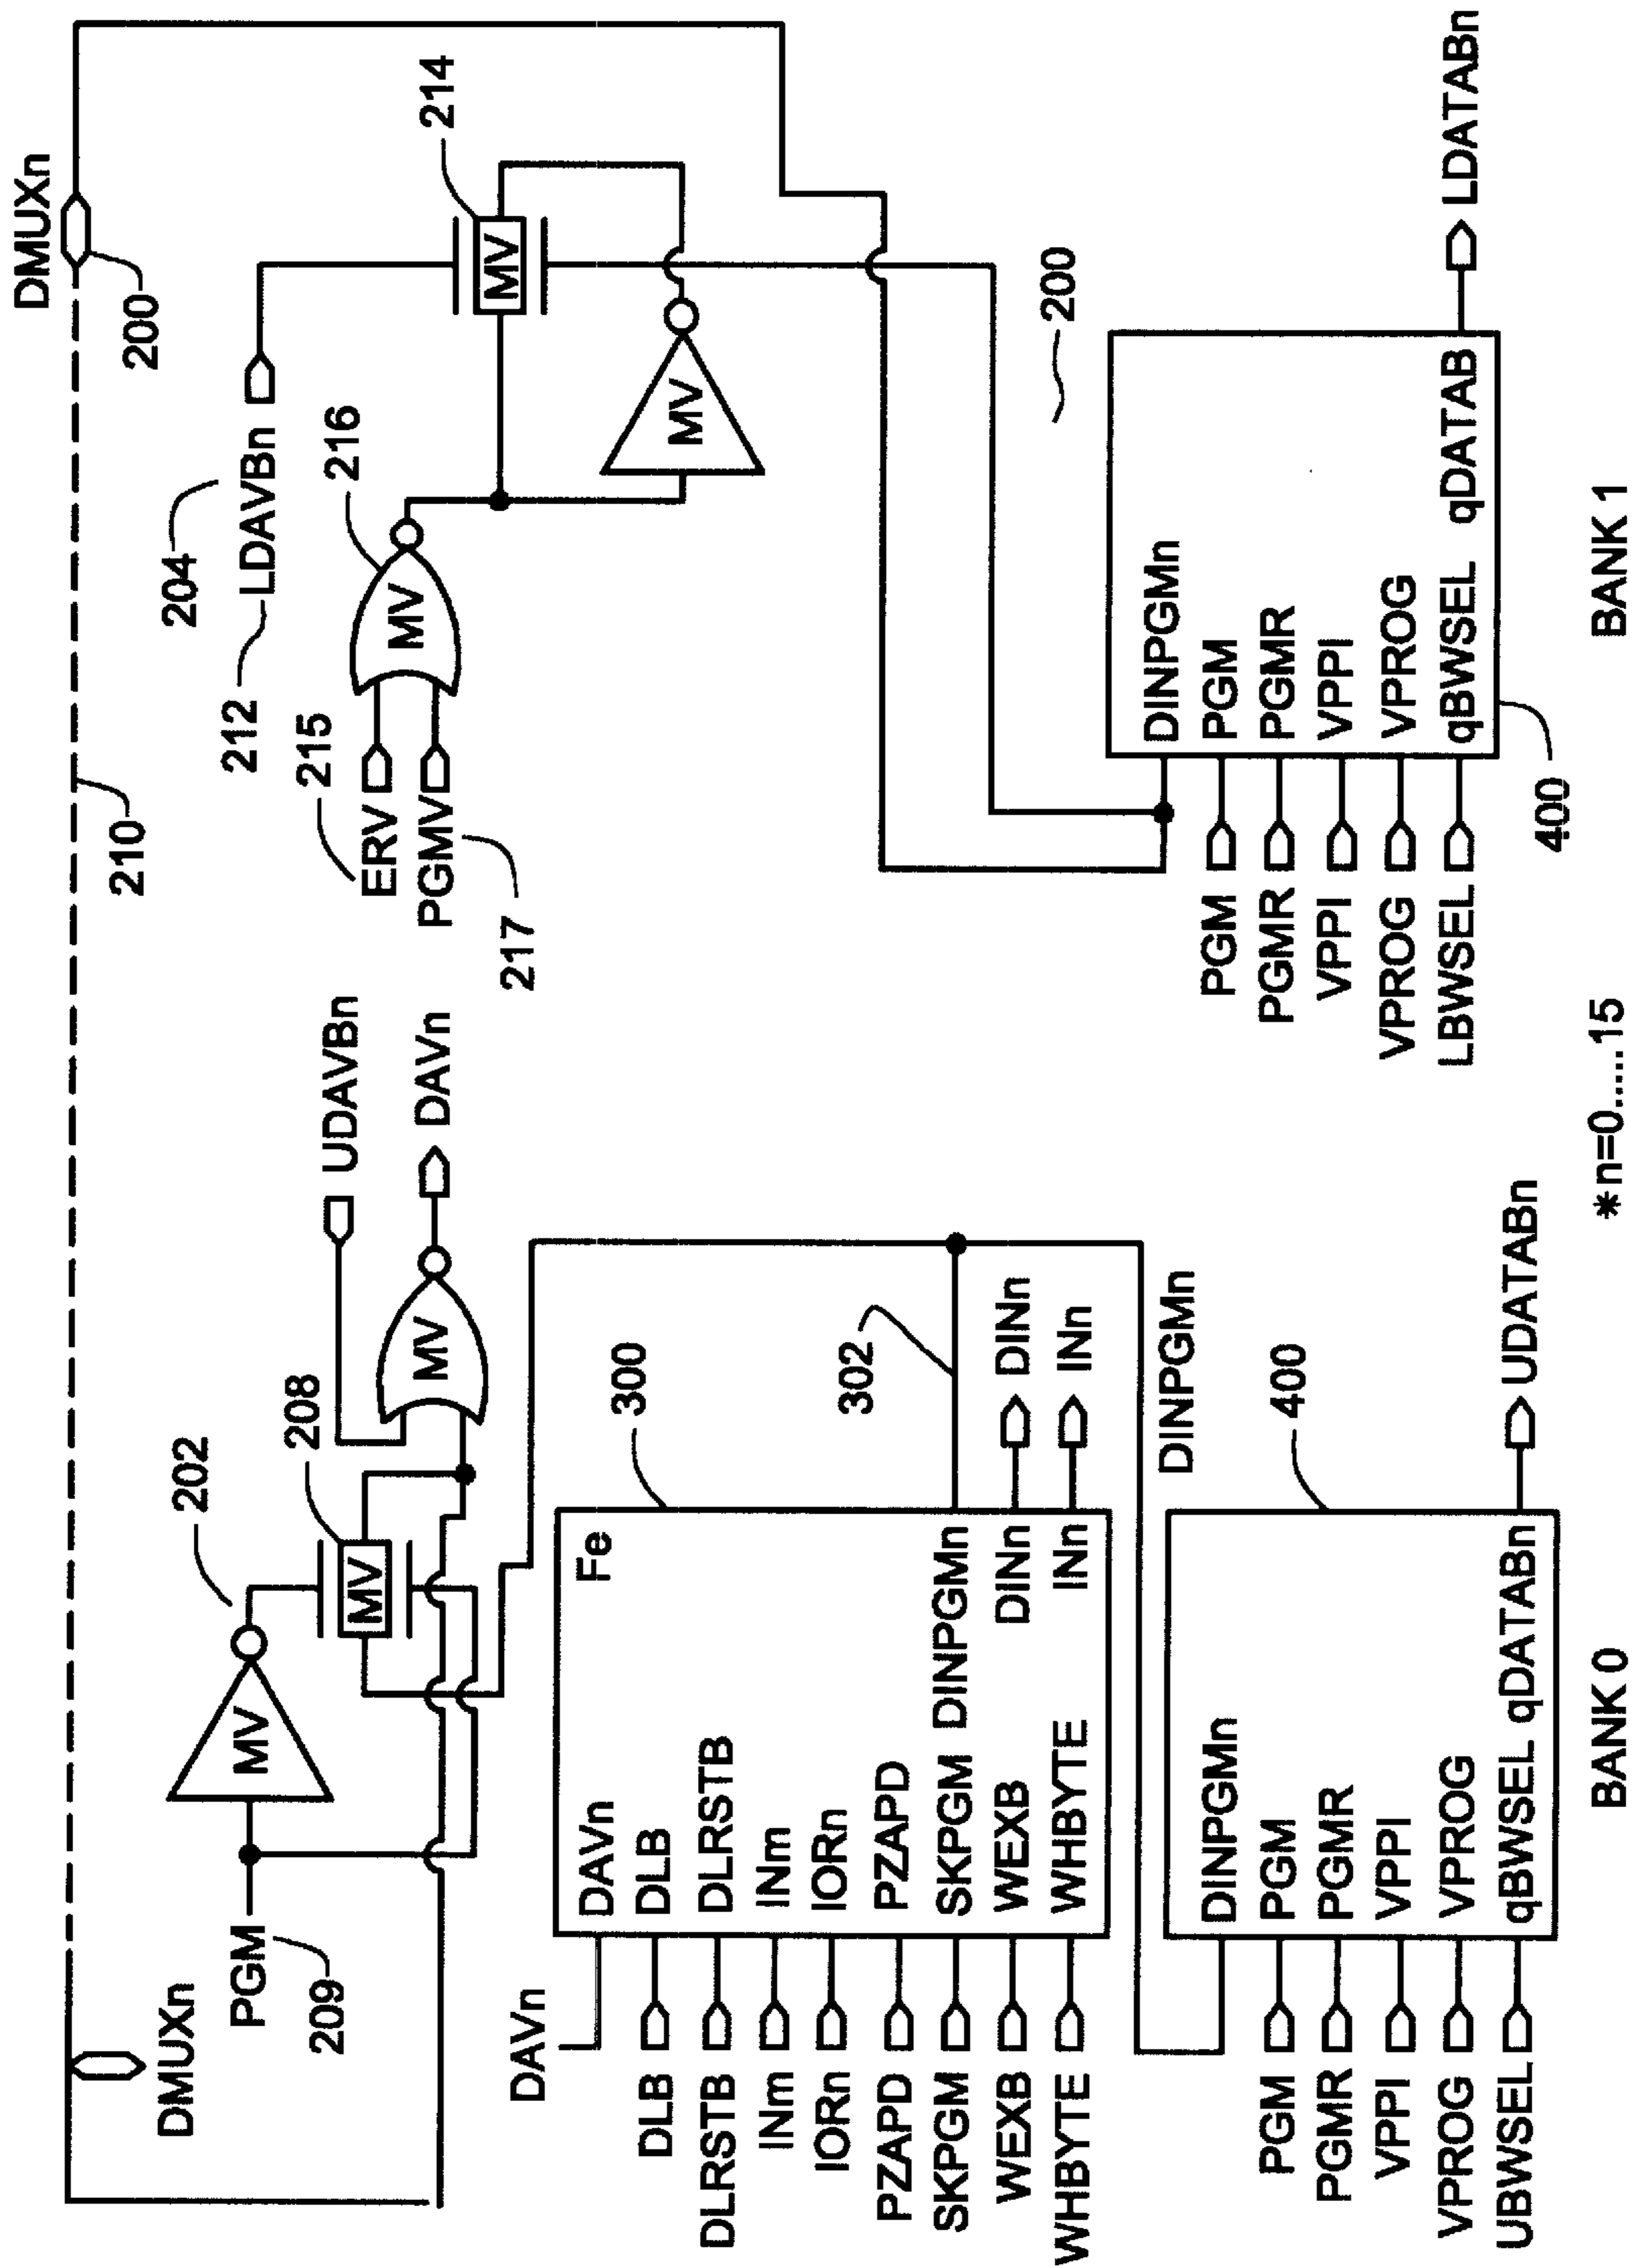 DMUXn
200
204
212
LDAVBn
214
210
216
MV
MV
MV
215
ERV
PGMV
217
200
DINPGMn
PGM
PGMR
VPPI
VPROG
qBWSEL qDATAB
PGM
PGMR
VPPI
VPROG
LBWSEL
400
LDATABn
BANK 1
DMUXn
PGM
209
MV
202
208
MV
MV
UDAVBn
DAVn
DAVn
DLB
DLRSTB
INm
IORn
PZAPD
SKPGM
WEXB
WHBYTE
Fe
DAVn
DLB
DLRSTB
INm
IORn
PZAPD
SKPGM DINPGMn
WEXB DINn
WHBYTE INn
300
302
DINn
INn
DINPGMn
PGM
PGMR
VPPI
VPROG
UBWSEL
DINPGMn
PGM
PGMR
VPPI
VPROG
qBWSEL qDATABn
400
UDATABn
BANK 0
*n=0.....15